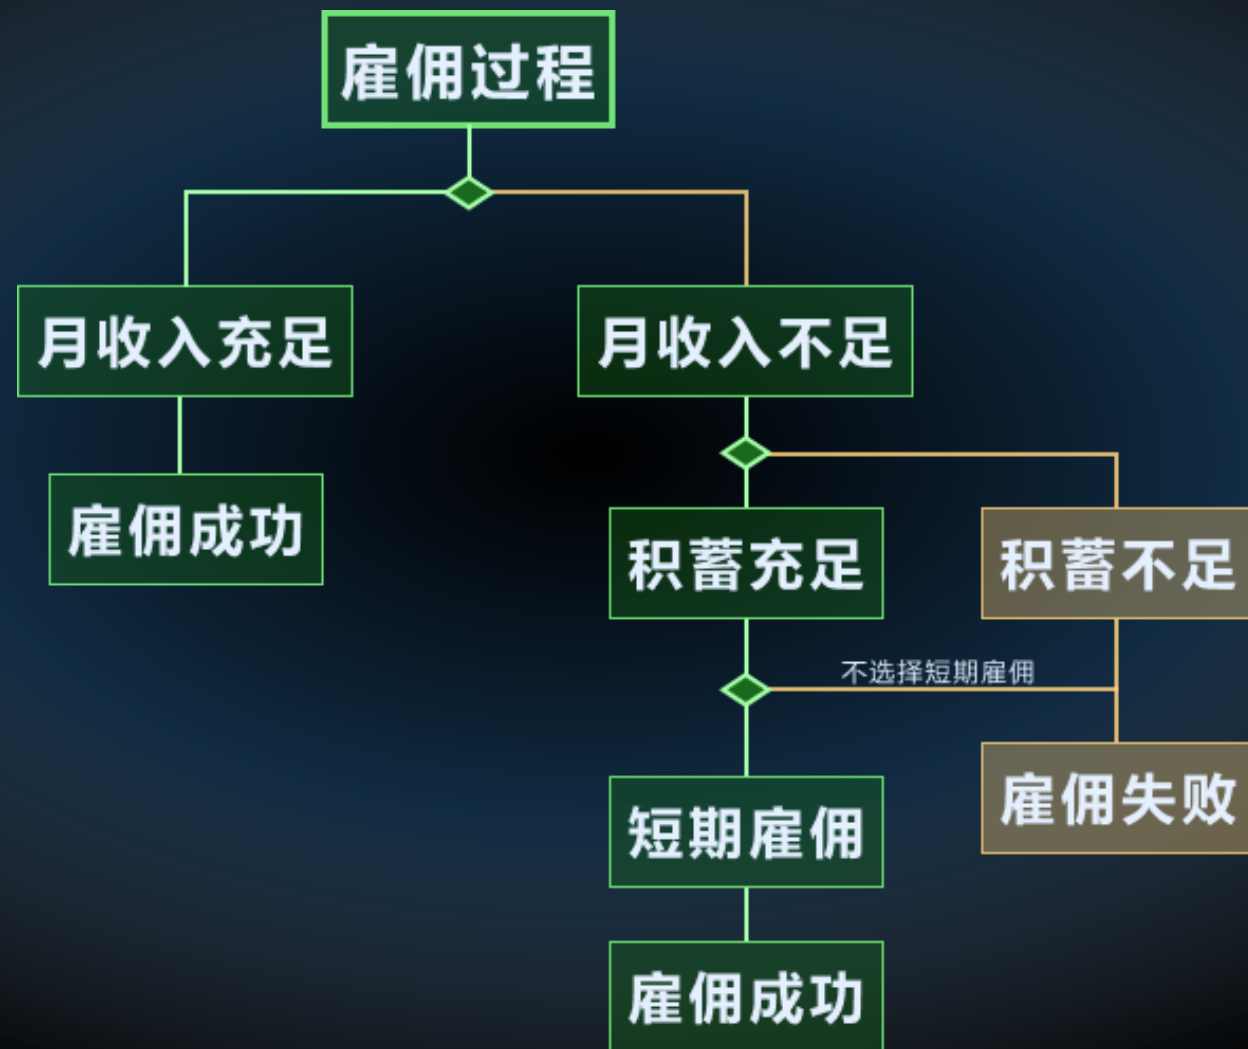 雇佣过程
月收入充足
月收入不足
雇佣成功
积蓄充足
积蓄不足
不选择短期雇佣
短期雇佣
雇佣失败
雇佣成功